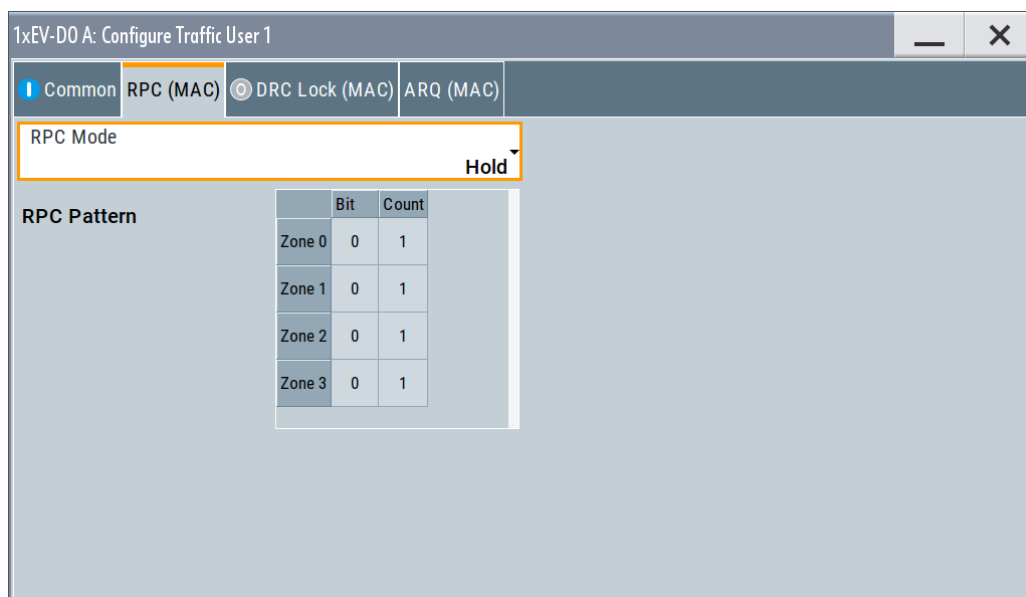 1xEV-DO A: Configure Traffic User 1
Common RPC (MAC) DRC Lock (MAC) ARQ (MAC)
RPC Mode
Hold
RPC Pattern
Bit Count
Zone 0 0 1
Zone 1 0 1
Zone 2 0 1
Zone 3 0 1